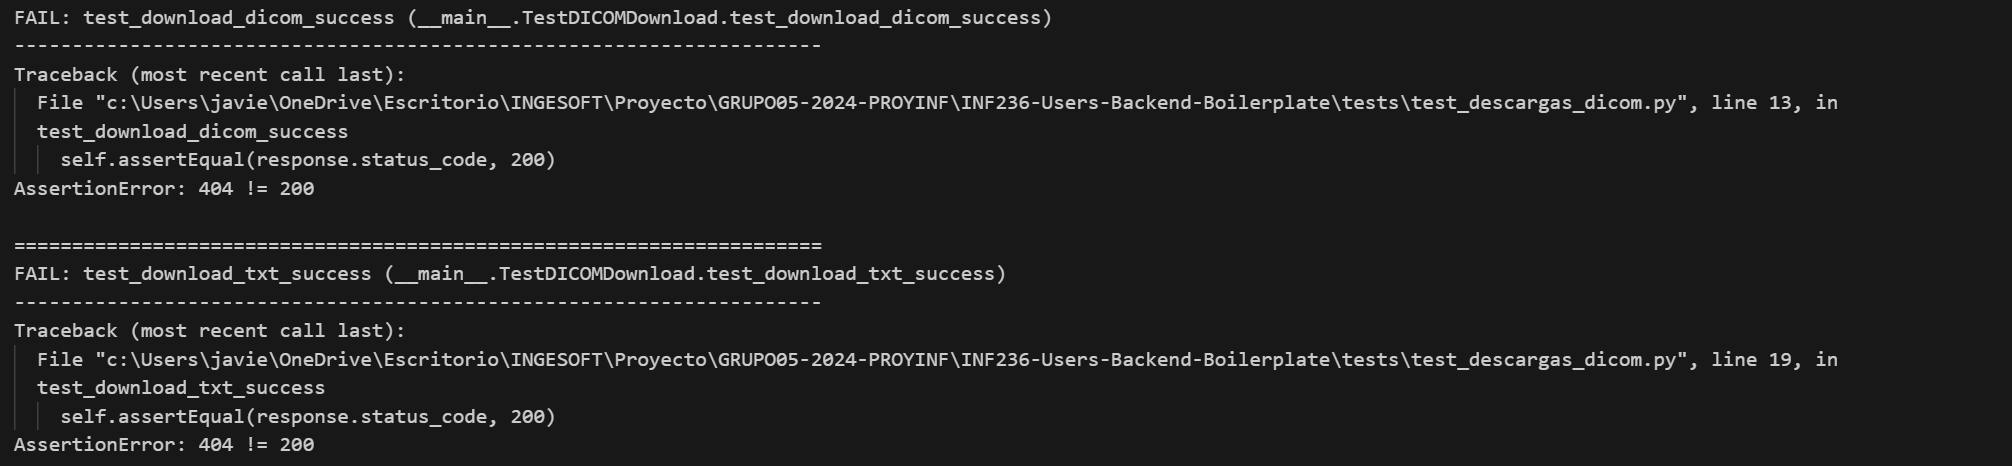 FAIL: test_download_dicom_success (__main__.TestDICOMDownload.test_download_dicom_success)
----------------------------------------------------------------------
Traceback (most recent call last):
  File "c:\Users\javie\OneDrive\Escritorio\INGESOFT\Proyecto\GRUPO05-2024-PROYINF\INF236-Users-Backend-Boilerplate\tests\test_descargas_dicom.py", line 13, in
  test_download_dicom_success
    self.assertEqual(response.status_code, 200)
AssertionError: 404 != 200

======================================================================
FAIL: test_download_txt_success (__main__.TestDICOMDownload.test_download_txt_success)
----------------------------------------------------------------------
Traceback (most recent call last):
  File "c:\Users\javie\OneDrive\Escritorio\INGESOFT\Proyecto\GRUPO05-2024-PROYINF\INF236-Users-Backend-Boilerplate\tests\test_descargas_dicom.py", line 19, in
  test_download_txt_success
    self.assertEqual(response.status_code, 200)
AssertionError: 404 != 200